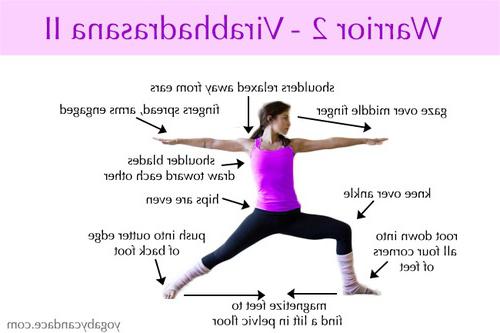 Warrior 2 - Virabhadrasana II
shoulders relaxed away from ears
gaze over middle finger
fingers spread, arms engaged
shoulder blades
draw toward each other
hips are even
knee over ankle
push into outter edge
of back foot
root down into
all four corners
of feet
magnetize feet to
find a lift in pelvic floor
yogabycandace.com